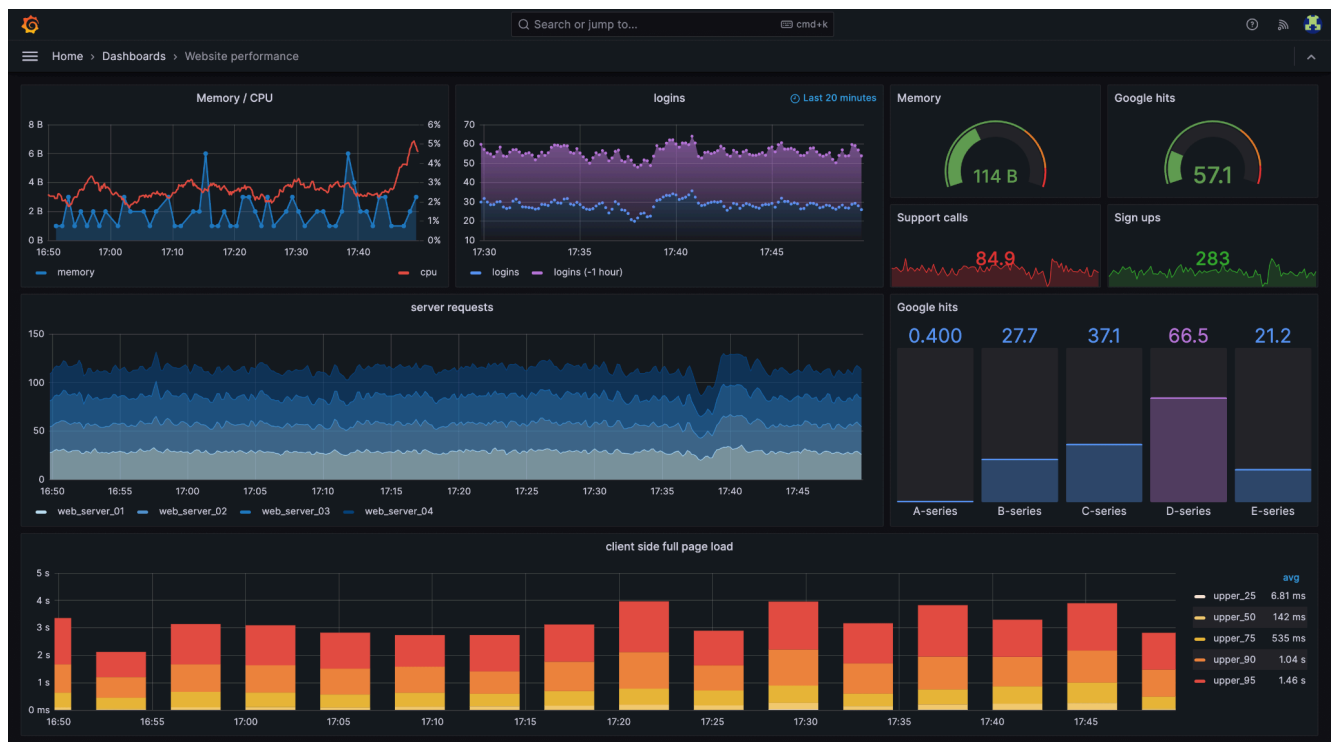 Search or jump to... cmd+k
Home › Dashboards › Website performance
Memory / CPU
8 B
6 B
4 B
2 B
0 B
6%
5%
4%
3%
2%
1%
0%
16:50 17:00 17:10 17:20 17:30 17:40
memory cpu
logins
Last 20 minutes
70
60
50
40
30
20
10
17:30 17:35 17:40 17:45
logins logins (-1 hour)
Memory
114 B
Google hits
57.1
Support calls
84.9
Sign ups
283
server requests
150
100
50
0
16:50 16:55 17:00 17:05 17:10 17:15 17:20 17:25 17:30 17:35 17:40 17:45
web_server_01 web_server_02 web_server_03 web_server_04
Google hits
0.400 27.7 37.1 66.5 21.2
A-series B-series C-series D-series E-series
client side full page load
5 s
4 s
3 s
2 s
1 s
0 ms
16:50 16:55 17:00 17:05 17:10 17:15 17:20 17:25 17:30 17:35 17:40 17:45
avg
upper_25 6.81 ms
upper_50 142 ms
upper_75 535 ms
upper_90 1.04 s
upper_95 1.46 s